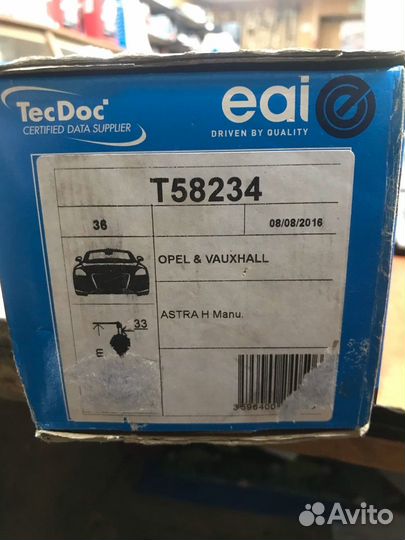 TecDoc
CERTIFIED DATA SUPPLIER
eai e
DRIVEN BY QUALITY
T58234
36
08/08/2016
OPEL & VAUXHALL
33
ASTRA H Manu.
E
3596400
Avito